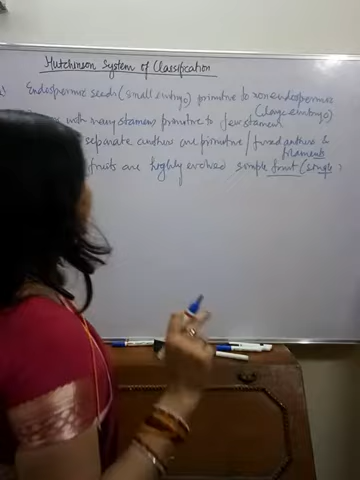 Hutchinson System of Classification
Endospermic seeds (small embryo) primitive to nonendospermic
(large embryo)
with many stamens primitive to few stamen
separate anthers are primitive / fused anthers &
filaments
fruits are highly evolved simple fruit (single